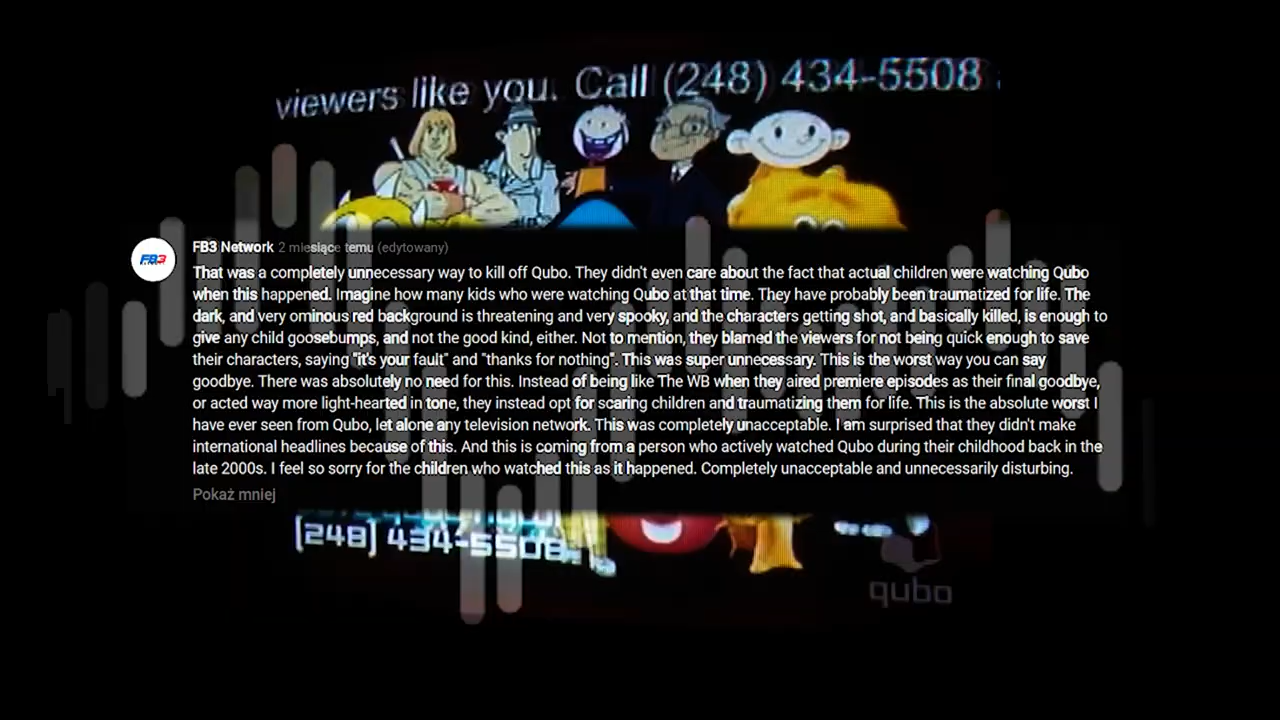 viewers like you. Call (248) 434-5508
FB3 Network 2 miesiące temu (edytowany)
FB3
That was a completely unnecessary way to kill off Qubo. They didn't even care about the fact that actual children were watching Qubo
when this happened. Imagine how many kids who were watching Qubo at that time. They have probably been traumatized for life. The
dark, and very ominous red background is threatening and very spooky, and the characters getting shot, and basically killed, is enough to
give any child goosebumps, and not the good kind, either. Not to mention, they blamed the viewers for not being quick enough to save
their characters, saying "it's your fault" and "thanks for nothing". This was super unnecessary. This is the worst way you can say
goodbye. There was absolutely no need for this. Instead of being like The WB when they aired premiere episodes as their final goodbye,
or acted way more light-hearted in tone, they instead opt for scaring children and traumatizing them for life. This is the absolute worst I
have ever seen from Qubo, let alone any television network. This was completely unacceptable. I am surprised that they didn't make
international headlines because of this. And this is coming from a person who actively watched Qubo during their childhood back in the
late 2000s. I feel so sorry for the children who watched this as it happened. Completely unacceptable and unnecessarily disturbing.
Pokaż mniej
(248) 434-5508
qubo